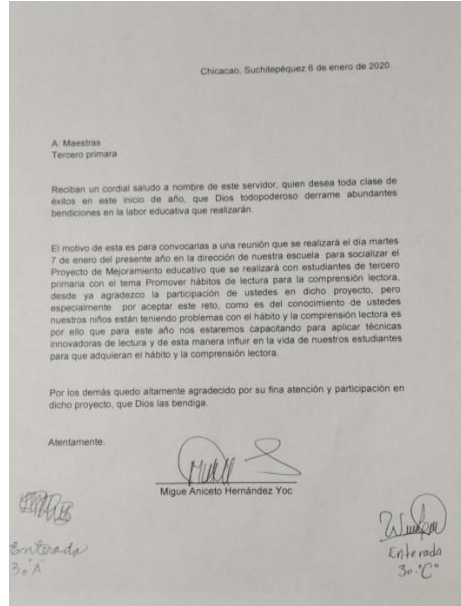 Chicacao, Suchitepéquez 6 de enero de 2020.
A: Maestras
Tercero primara
Reciban un cordial saludo a nombre de este servidor, quien desea toda clase de
éxitos en este inicio de año, que Dios todopoderoso derrame abundantes
bendiciones en la labor educativa que realizarán.
El motivo de esta es para convocarlas a una reunión que se realizará el día martes
7 de enero del presente año en la dirección de nuestra escuela para socializar el
Proyecto de Mejoramiento educativo que se realizará con estudiantes de tercero
primaria con el tema Promover hábitos de lectura para la comprensión lectora,
desde ya agradezco la participación de ustedes en dicho proyecto, pero
especialmente por aceptar este reto, como es del conocimiento de ustedes
nuestros niños están teniendo problemas con el hábito y la comprensión lectora es
por ello que para este año nos estaremos capacitando para aplicar técnicas
innovadoras de lectura y de esta manera influir en la vida de nuestros estudiantes
para que adquieran el hábito y la comprensión lectora.
Por los demás quedo altamente agradecido por su fina atención y participación en
dicho proyecto, que Dios las bendiga.
Atentamente.
Migue Aniceto Hernández Yoc
Enterada
3o. "A"
Enterada
3o. "C"